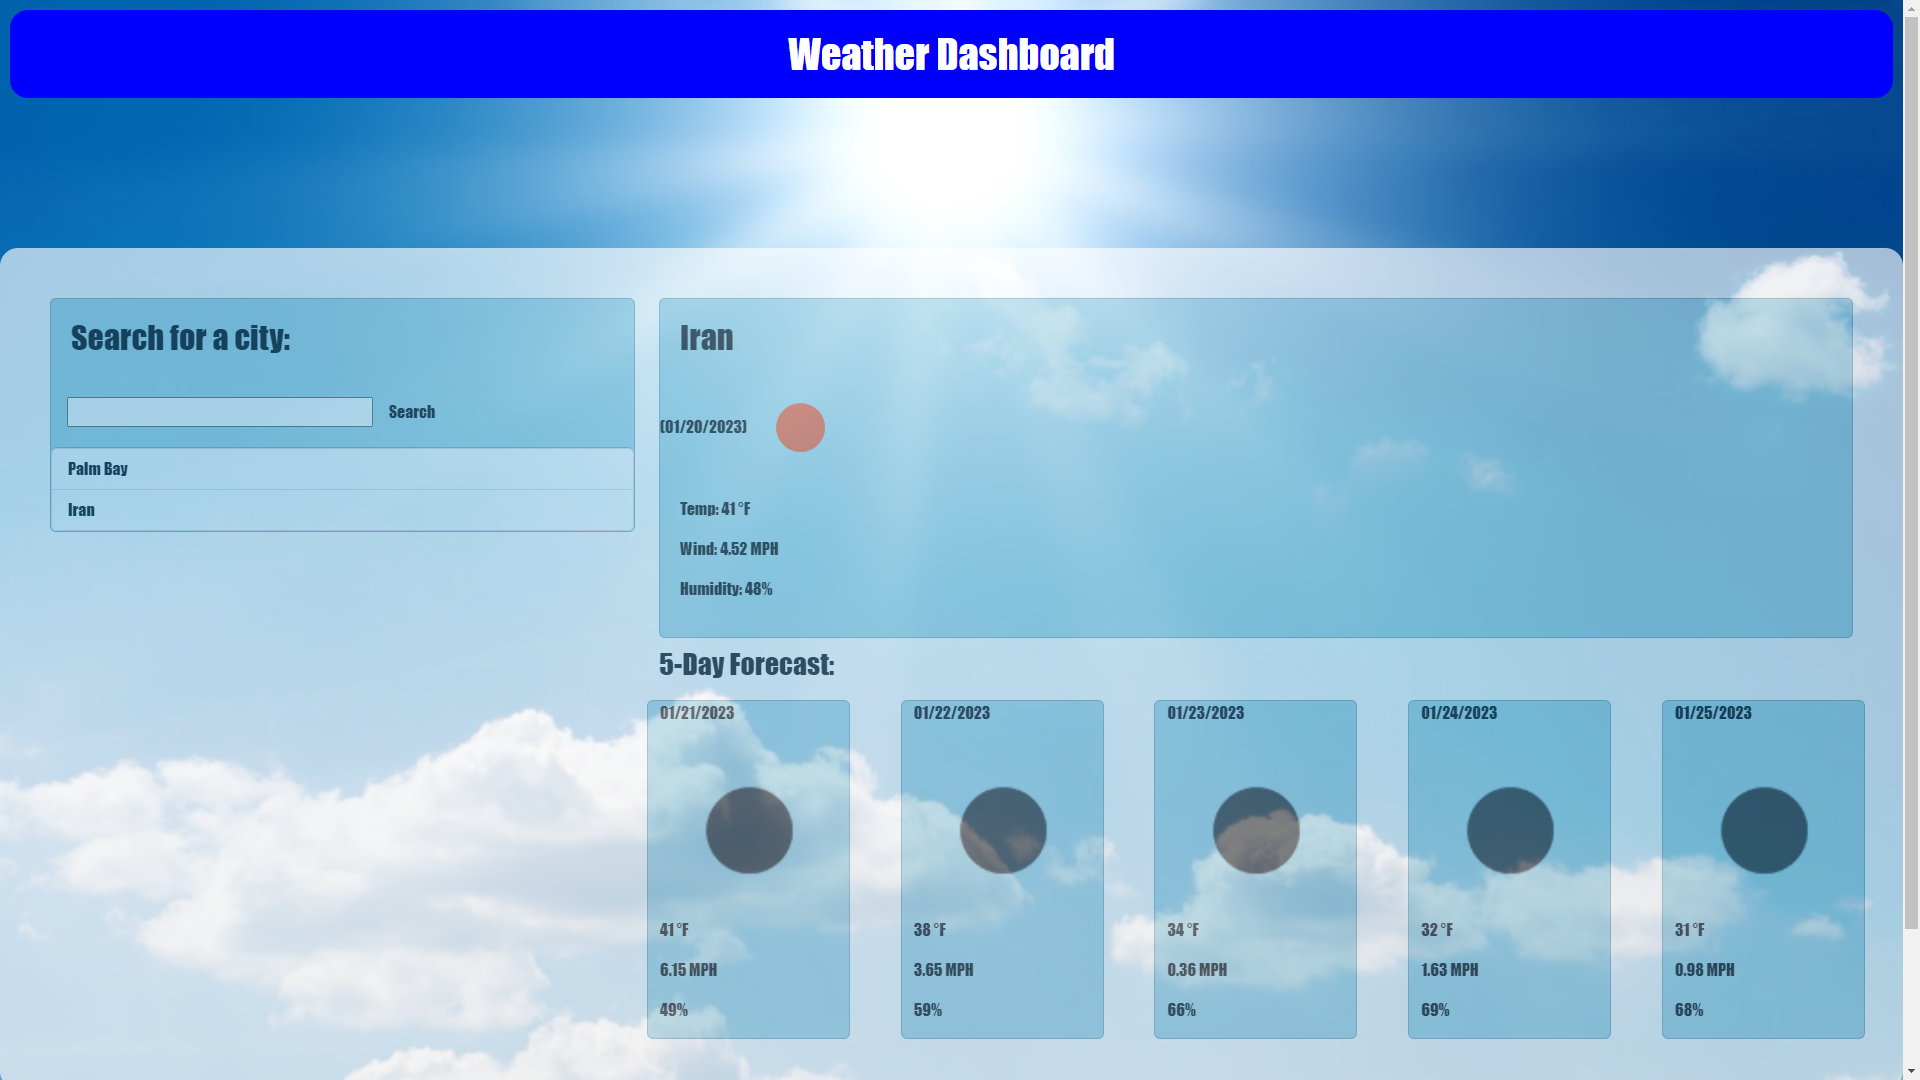 Weather Dashboard
Search for a city:
Search
Palm Bay
Iran
Iran
(01/20/2023)
Temp: 41 °F
Wind: 4.52 MPH
Humidity: 48%
5-Day Forecast:
01/21/2023
41 °F
6.15 MPH
49%
01/22/2023
38 °F
3.65 MPH
59%
01/23/2023
34 °F
0.36 MPH
66%
01/24/2023
32 °F
1.63 MPH
69%
01/25/2023
31 °F
0.98 MPH
68%